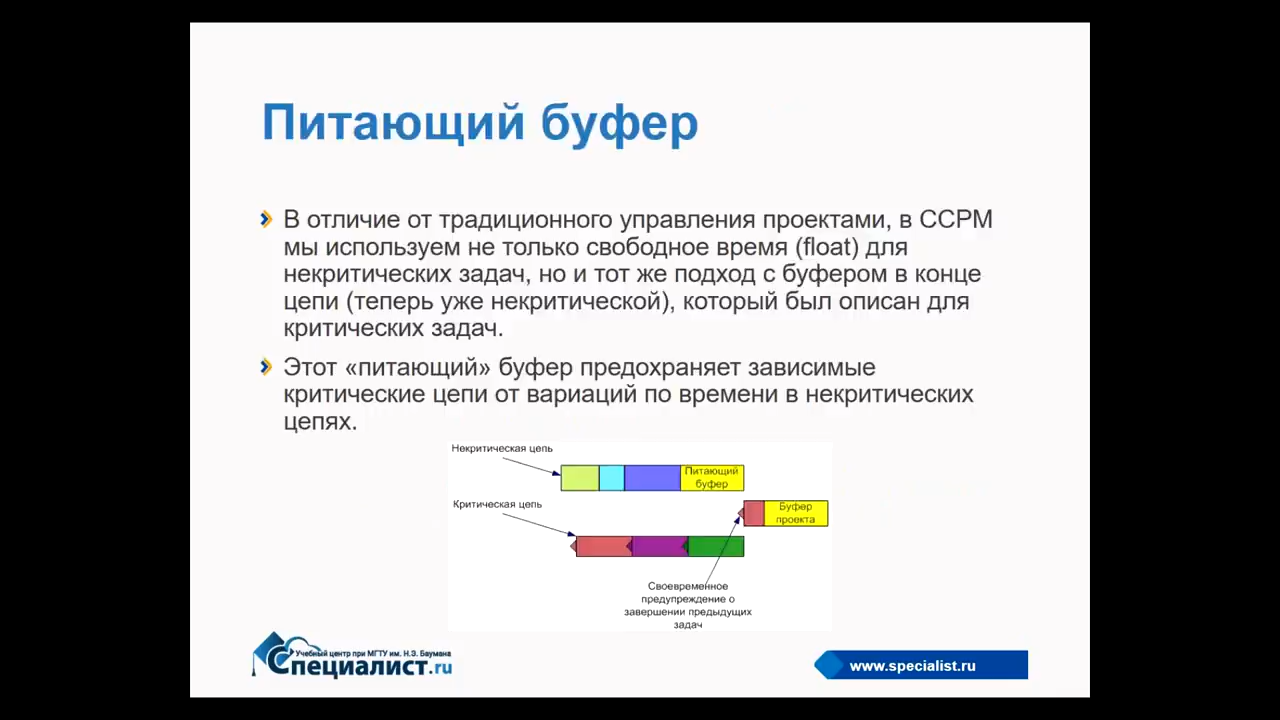 Питающий буфер
В отличие от традиционного управления проектами, в ССРМ
мы используем не только свободное время (float) для
некритических задач, но и тот же подход с буфером в конце
цепи (теперь уже некритической), который был описан для
критических задач.
Этот «питающий» буфер предохраняет зависимые
критические цепи от вариаций по времени в некритических
цепях.
Некритическая цепь
Питающий
буфер
Критическая цепь
Буфер
проекта
Своевременное
предупреждение о
завершении предыдущих
задач
Учебный центр при МГТУ им. Н.Э. Баумана
Специалист.ru
www.specialist.ru